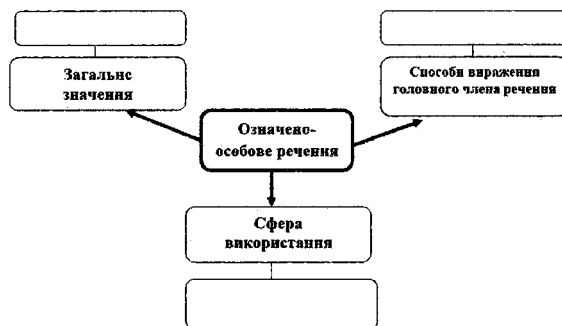 Загальне
значення
Способи вираження
головного члена речення
Означено-
особове речення
Сфера
використання